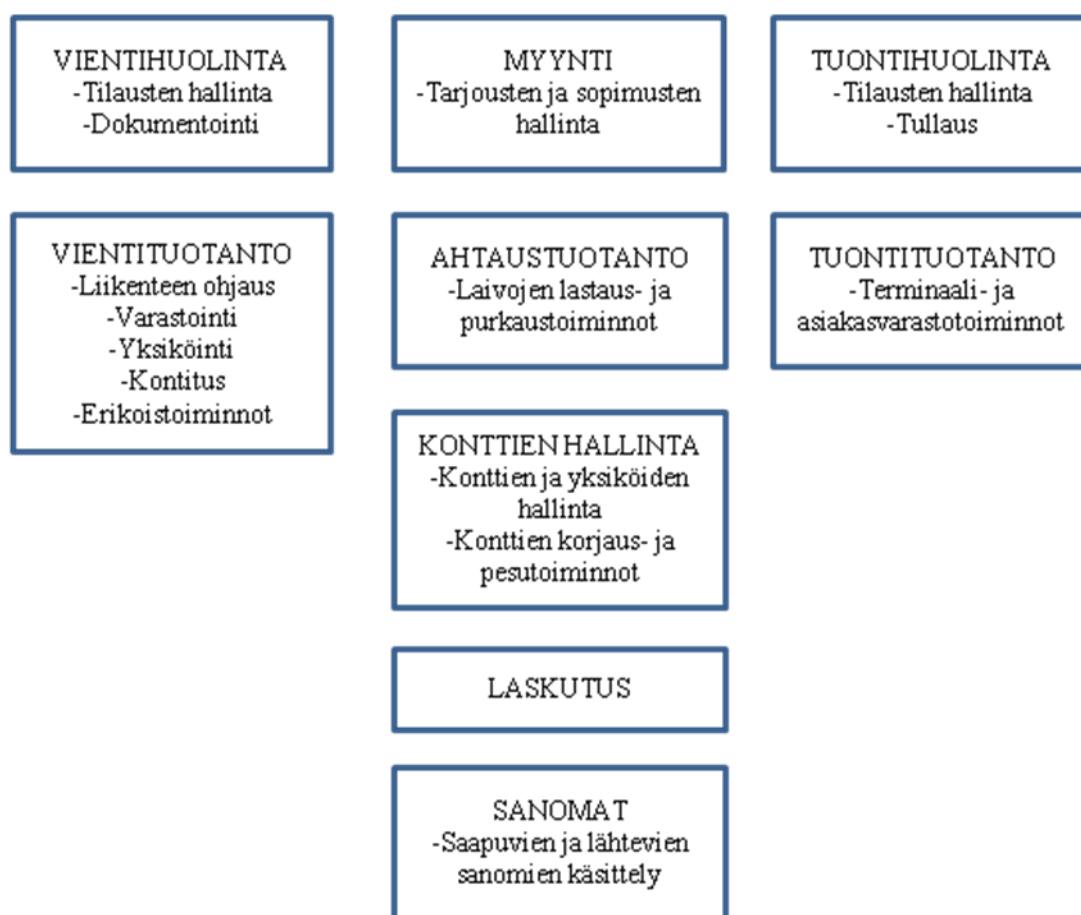 VIENTIHUOLINTA
-Tilausten hallinta
-Dokumentointi
MYYNTI
-Tarjousten ja sopimusten
hallinta
TUONTIHUOLINTA
-Tilausten hallinta
-Tullaus
VIENTITUOTANTO
-Liikenteen ohjaus
-Varastointi
-Yksiköinti
-Kontitus
-Erikoistoiminnot
AHTAUSTUOTANTO
-Laivojen lastaus- ja
purkaustoiminnot
TUONTITUOTANTO
-Terminaali- ja
asiakasvarastotoiminnot
KONTTIEN HALLINTA
-Konttien ja yksiköiden
hallinta
-Konttien korjaus- ja
pesutoiminnot
LASKUTUS
SANOMAT
-Saapuvien ja lähtevien
sanomien käsittely